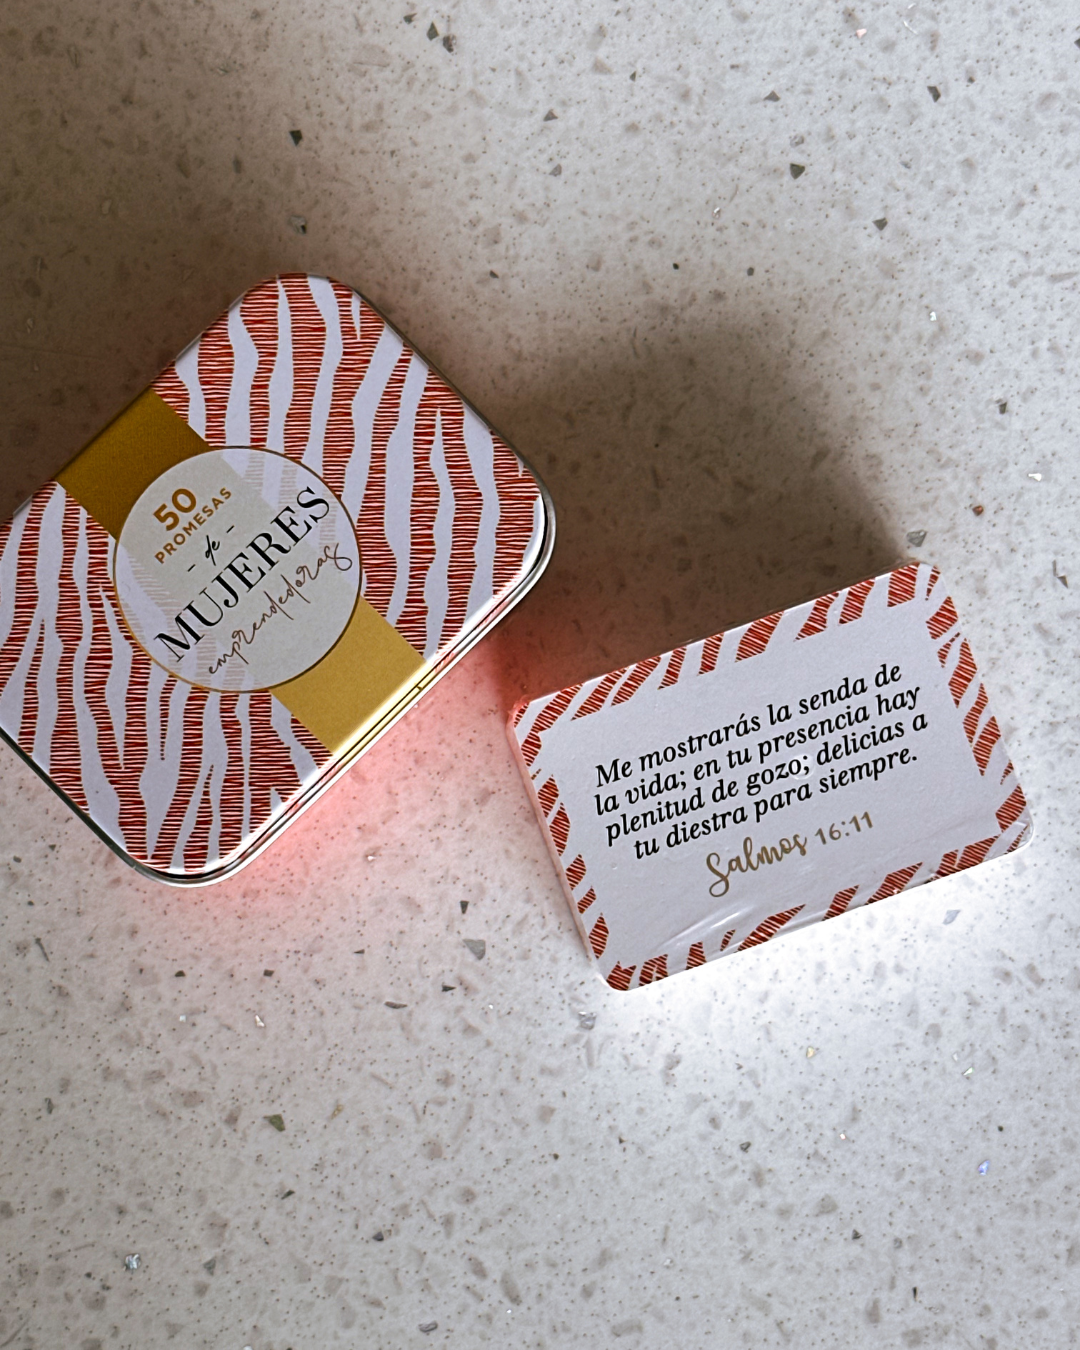 50
PROMESAS
- de -
MUJERES
emprendedoras
Me mostrarás la senda de
la vida; en tu presencia hay
plenitud de gozo; delicias a
tu diestra para siempre.
Salmos 16:11